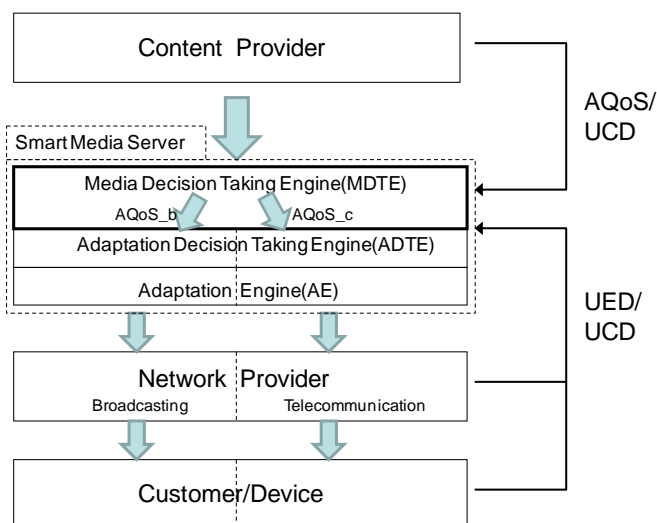 Content Provider
AQoS/
UCD
Smart Media Server
Media Decision Taking Engine(MDTE)
AQoS_b
AQoS_c
Adaptation Decision Taking Engine(ADTE)
Adaptation Engine(AE)
UED/
UCD
Network Provider
Broadcasting
Telecommunication
Customer/Device